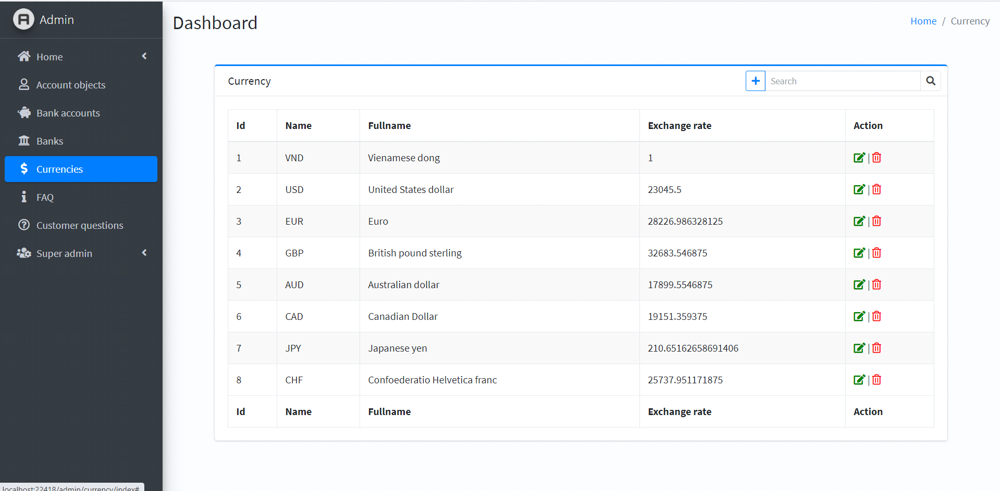 Admin
Dashboard
Home / Currency
Home
Account objects
Bank accounts
Banks
Currencies
FAQ
Customer questions
Super admin
Currency
Search
Id Name Fullname Exchange rate Action
1 VND Vienamese dong 1 |
2 USD United States dollar 23045.5 |
3 EUR Euro 28226.986328125 |
4 GBP British pound sterling 32683.546875 |
5 AUD Australian dollar 17899.5546875 |
6 CAD Canadian Dollar 19151.359375 |
7 JPY Japanese yen 210.65162658691406 |
8 CHF Confoederatio Helvetica franc 25737.951171875 |
Id Name Fullname Exchange rate Action
localhost:22418/admin/currency/index#